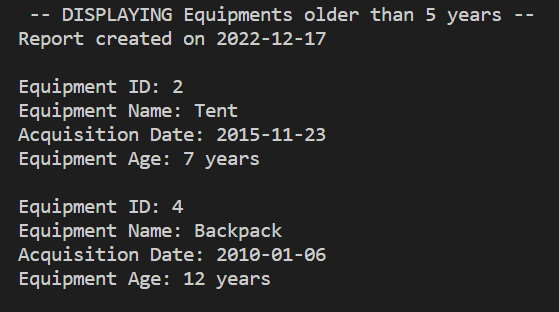 -- DISPLAYING Equipments older than 5 years --
Report created on 2022-12-17
Equipment ID: 2
Equipment Name: Tent
Acquisition Date: 2015-11-23
Equipment Age: 7 years
Equipment ID: 4
Equipment Name: Backpack
Acquisition Date: 2010-01-06
Equipment Age: 12 years